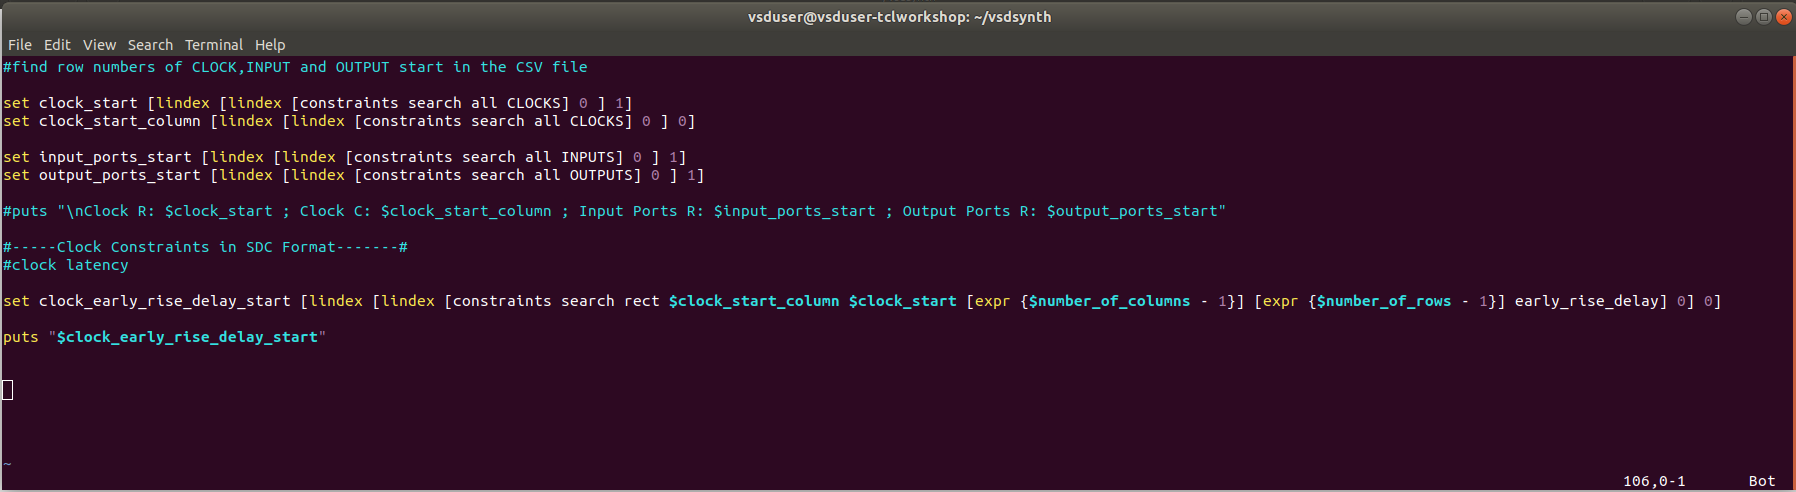 vsduser@vsduser-tclworkshop: ~/vsdsynth
File Edit View Search Terminal Help
#find row numbers of CLOCK,INPUT and OUTPUT start in the CSV file
set clock_start [lindex [lindex [constraints search all CLOCKS] 0 ] 1]
set clock_start_column [lindex [lindex [constraints search all CLOCKS] 0 ] 0]
set input_ports_start [lindex [lindex [constraints search all INPUTS] 0 ] 1]
set output_ports_start [lindex [lindex [constraints search all OUTPUTS] 0 ] 1]
#puts "\nClock R: $clock_start ; Clock C: $clock_start_column ; Input Ports R: $input_ports_start ; Output Ports R: $output_ports_start"
#-----Clock Constraints in SDC Format-------#
#clock latency
set clock_early_rise_delay_start [lindex [lindex [constraints search rect $clock_start_column $clock_start [expr {$number_of_columns - 1}] [expr {$number_of_rows - 1}] early_rise_delay] 0] 0]
puts "$clock_early_rise_delay_start"
~
106,0-1 Bot